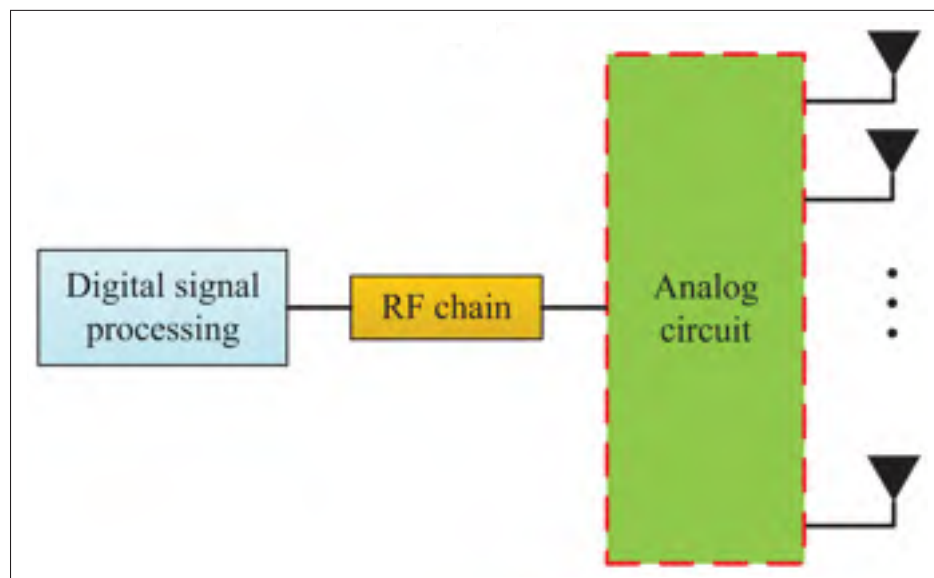 Digital signal
processing
RF chain
Analog
circuit